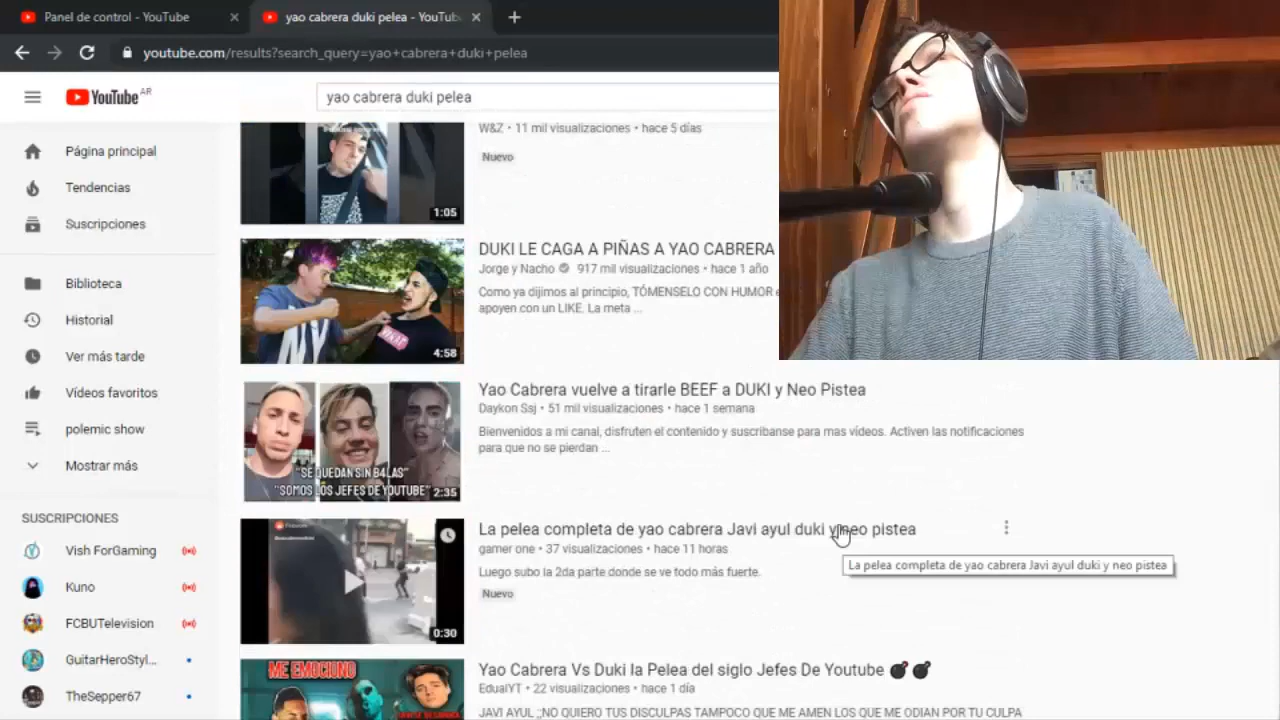 Panel de control - YouTube
yao cabrera duki pelea - YouTub
youtube.com/results?search_query=yao+cabrera+duki+pelea
YouTube AR
yao cabrera duki pelea
Página principal
Tendencias
Suscripciones
Biblioteca
Historial
Ver más tarde
Vídeos favoritos
polemic show
Mostrar más
SUSCRIPCIONES
Vish ForGaming
Kuno
FCBUTelevision
GuitarHeroStyl...
TheSepper67
1:05
W&Z • 11 mil visualizaciones • hace 5 días
Nuevo
NY
4:58
DUKI LE CAGA A PIÑAS A YAO CABRERA
Jorge y Nacho 917 mil visualizaciones • hace 1 año
Como ya dijimos al principio, TÓMENSELO CON HUMOR e
apoyen con un LIKE. La meta ...
"SE QUEDAN SIN B4LAS"
"SOMOS LOS JEFES DE YOUTUBE"
2:35
Yao Cabrera vuelve a tirarle BEEF a DUKI y Neo Pistea
Daykon Ssj • 51 mil visualizaciones • hace 1 semana
Bienvenidos a mi canal, disfruten el contenido y suscribanse para mas vídeos. Activen las notificaciones
para que no se pierdan ...
0:30
La pelea completa de yao cabrera Javi ayul duki y neo pistea
gamer one • 37 visualizaciones • hace 11 horas
La pelea completa de yao cabrera Javi ayul duki y neo pistea
Luego subo la 2da parte donde se ve todo más fuerte.
Nuevo
ME EMOCIONO
Yao Cabrera Vs Duki la Pelea del siglo Jefes De Youtube 💣 💣
EduaIYT • 22 visualizaciones • hace 1 día
JAVI AYUL ,;NO QUIERO TUS DISCULPAS TAMPOCO QUE ME AMEN LOS QUE ME ODIAN POR TU CULPA